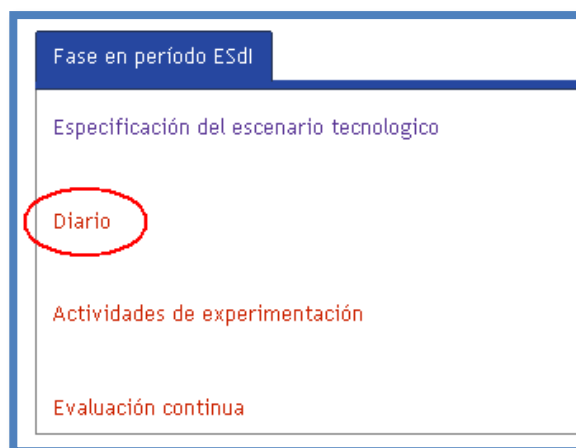 Fase en período ESdI
Especificación del escenario tecnologico
Diario
Actividades de experimentación
Evaluación continua